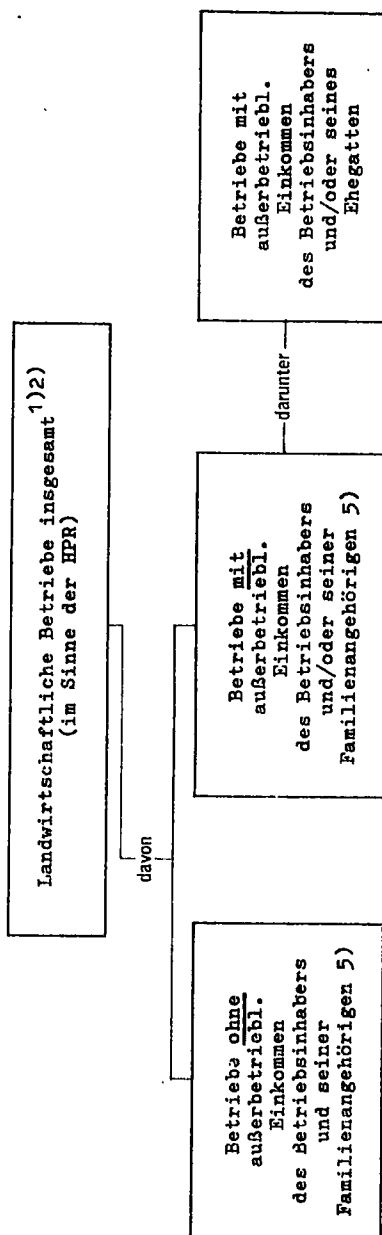 Landwirtschaftliche Betriebe insgesamt 1)2)
(im Sinne der HPR)
davon
Betriebe ohne
außerbetriebl.
Einkommen
des Betriebsinhabers
und seiner
Familienangehörigen 5)
Betriebe mit
außerbetriebl.
Einkommen
des Betriebsinhabers
und/oder seiner
Familienangehörigen 5)
darunter
Betriebe mit
außerbetriebl.
Einkommen
des Betriebsinhabers
und/oder seines
Ehegatten